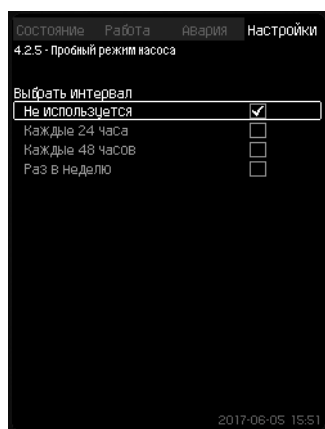 Состояние Работа Авария Настройки
4.2.5 - Пробный режим насоса
Выбрать интервал
Не используется
Каждые 24 часа
Каждые 48 часов
Раз в неделю
2017-06-05 15:51